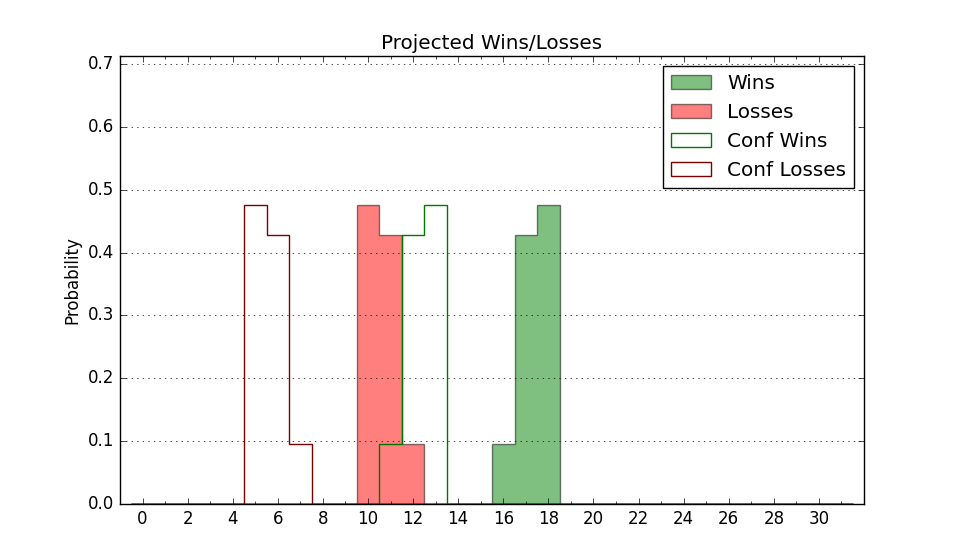 Projected Wins/Losses
0.7
0.6
0.5
0.4
0.3
0.2
0.1
0.0
Probability
Wins
Losses
Conf Wins
Conf Losses
0 2 4 6 8 10 12 14 16 18 20 22 24 26 28 30